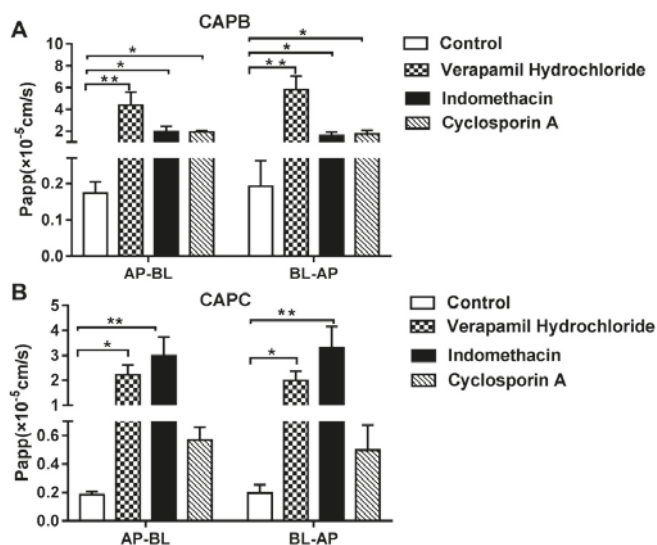 A
CAPB
Papp(×10⁻⁵cm/s)
10
8
6
4
2
0.2
0.0
*
*
**
*
*
**
AP-BL
BL-AP
Control
Verapamil Hydrochloride
Indomethacin
Cyclosporin A
B
CAPC
Papp(×10⁻⁵cm/s)
5
4
3
2
1
0.6
0.4
0.2
0.0
**
*
**
*
AP-BL
BL-AP
Control
Verapamil Hydrochloride
Indomethacin
Cyclosporin A